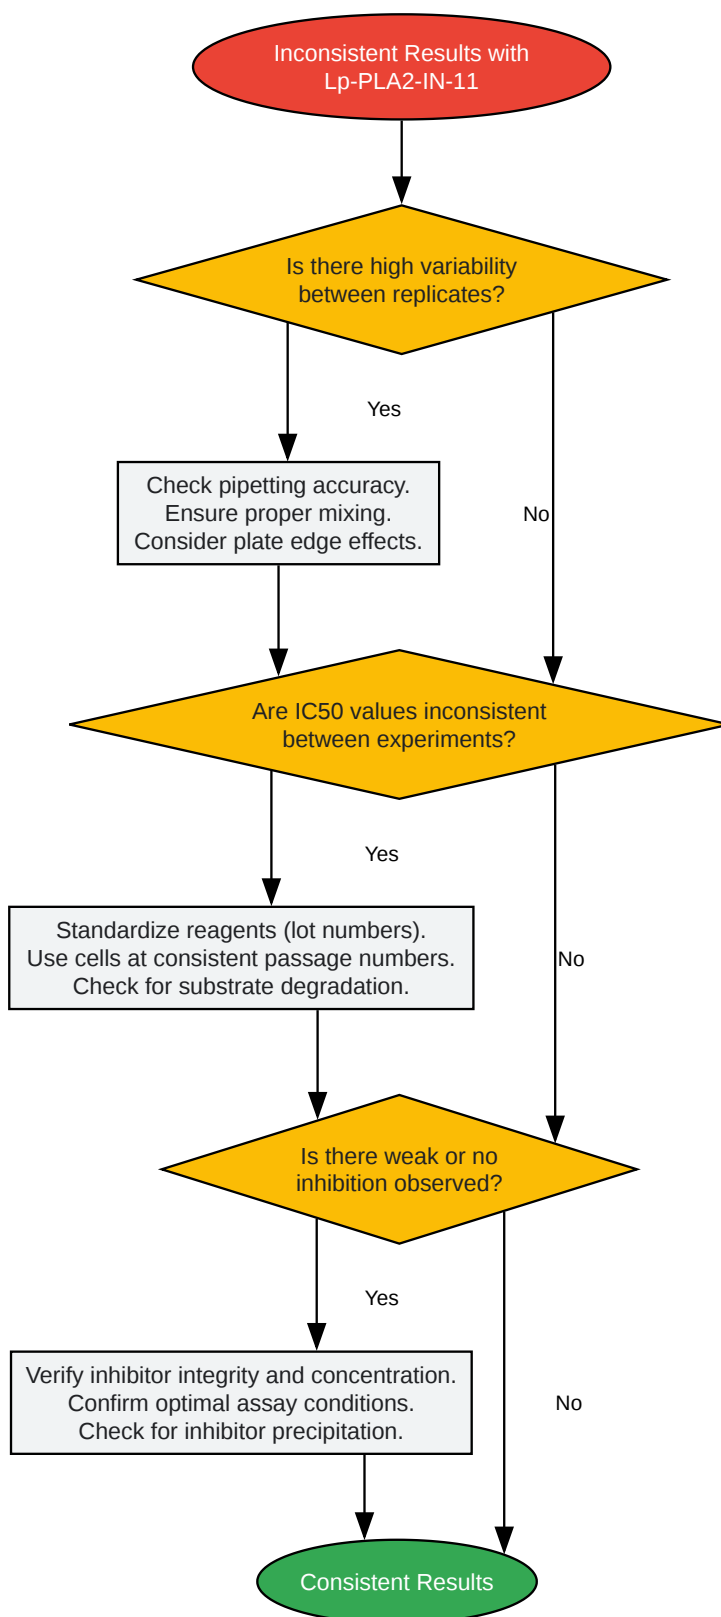 Inconsistent Results with
Lp-PLA2-IN-11
Is there high variability
between replicates?
Yes
Check pipetting accuracy.
Ensure proper mixing.
Consider plate edge effects.
No
Are IC50 values inconsistent
between experiments?
Yes
Standardize reagents (lot numbers).
Use cells at consistent passage numbers.
Check for substrate degradation.
No
Is there weak or no
inhibition observed?
Yes
Verify inhibitor integrity and concentration.
Confirm optimal assay conditions.
Check for inhibitor precipitation.
No
Consistent Results